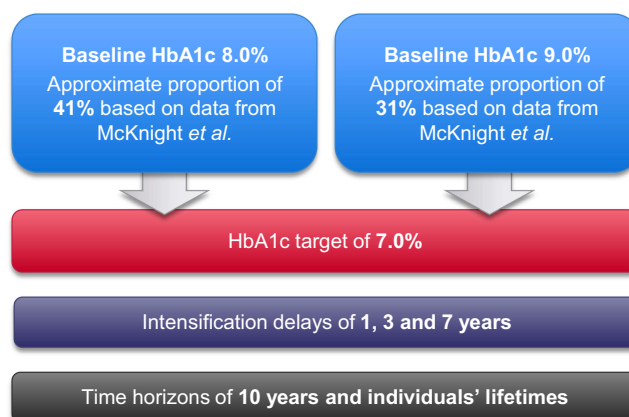 Baseline HbA1c 8.0%
Approximate proportion of
41% based on data from
McKnight et al.
Baseline HbA1c 9.0%
Approximate proportion of
31% based on data from
McKnight et al.
HbA1c target of 7.0%
Intensification delays of 1, 3 and 7 years
Time horizons of 10 years and individuals’ lifetimes